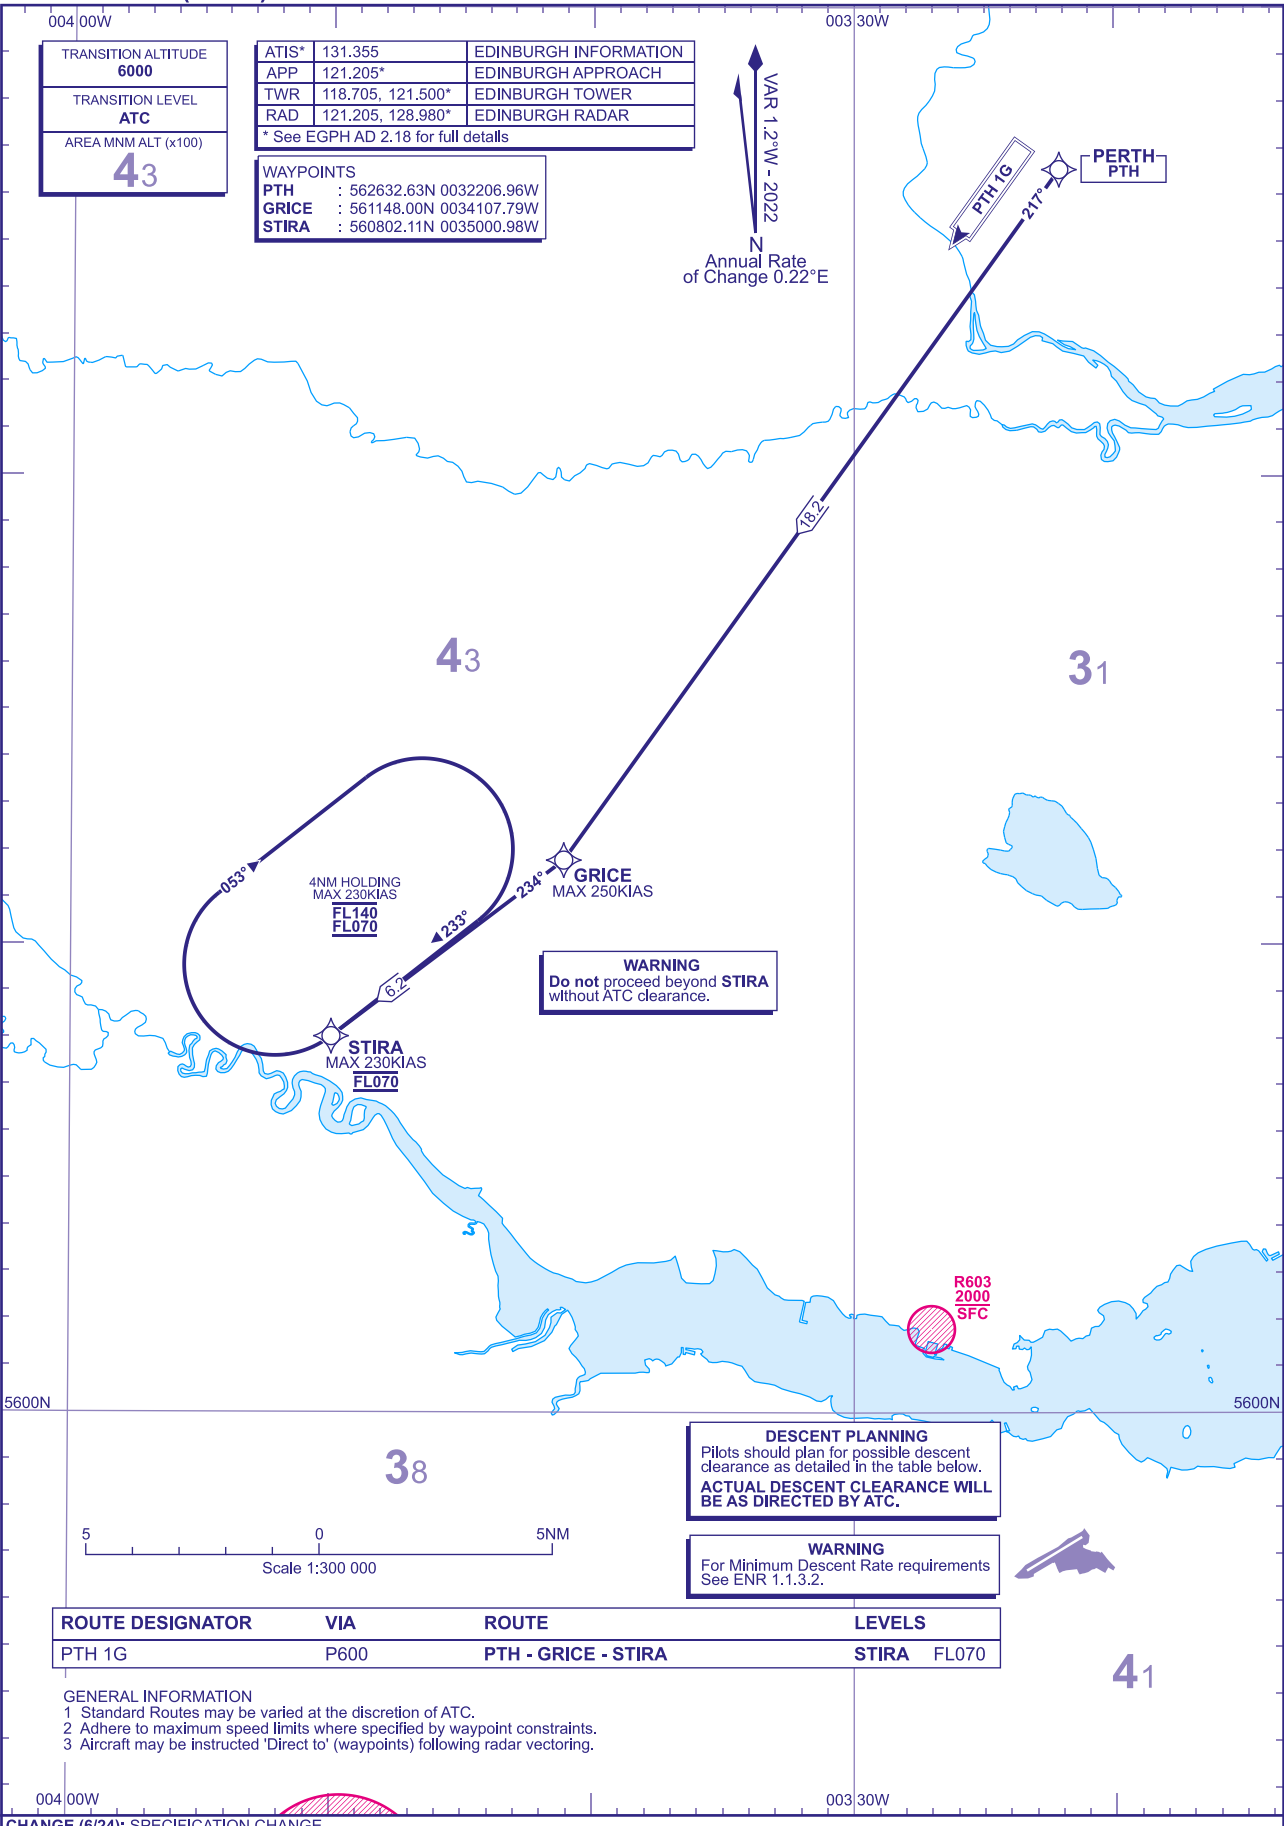 004 00W
003 30W
TRANSITION ALTITUDE
6000
TRANSITION LEVEL
ATC
AREA MNM ALT (x100)
43
ATIS* 131.355 EDINBURGH INFORMATION
APP 121.205* EDINBURGH APPROACH
TWR 118.705, 121.500* EDINBURGH TOWER
RAD 121.205, 128.980* EDINBURGH RADAR
* See EGPH AD 2.18 for full details
WAYPOINTS
PTH : 562632.63N 0032206.96W
GRICE : 561148.00N 0034107.79W
STIRA : 560802.11N 0035000.98W
VAR 1.2°W - 2022
N
Annual Rate
of Change 0.22°E
PTH 1G
PERTH
PTH
217°
18.2
43
31
053°
4NM HOLDING
MAX 230KIAS
FL140
FL070
234°
GRICE
MAX 250KIAS
233°
6.2
WARNING
Do not proceed beyond STIRA
without ATC clearance.
STIRA
MAX 230KIAS
FL070
R603
2000
SFC
5600N
5600N
38
DESCENT PLANNING
Pilots should plan for possible descent
clearance as detailed in the table below.
ACTUAL DESCENT CLEARANCE WILL
BE AS DIRECTED BY ATC.
5 0 5NM
Scale 1:300 000
WARNING
For Minimum Descent Rate requirements
See ENR 1.1.3.2.
ROUTE DESIGNATOR VIA ROUTE LEVELS
PTH 1G P600 PTH - GRICE - STIRA STIRA FL070
41
GENERAL INFORMATION
1 Standard Routes may be varied at the discretion of ATC.
2 Adhere to maximum speed limits where specified by waypoint constraints.
3 Aircraft may be instructed 'Direct to' (waypoints) following radar vectoring.
004 00W
003 30W
CHANGE (6/24): SPECIFICATION CHANGE